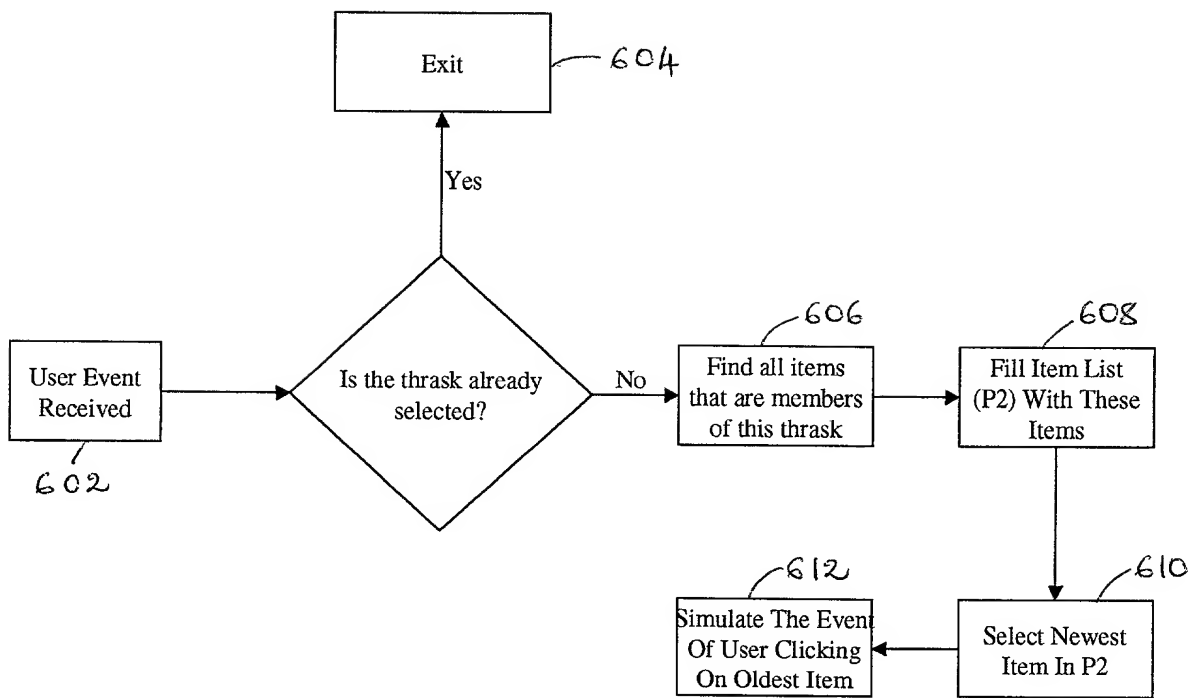 Exit
604
Yes
User Event
Received
602
Is the thrask already
selected?
No
606
Find all items
that are members
of this thrask
608
Fill Item List
(P2) With These
Items
610
Select Newest
Item In P2
612
Simulate The Event
Of User Clicking
On Oldest Item